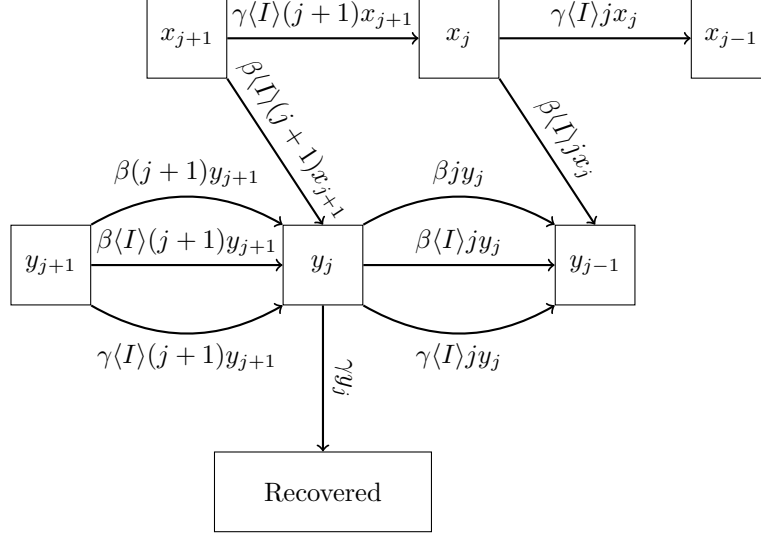 γ⟨I⟩(j+1)x_{j+1}
γ⟨I⟩jx_j
x_{j+1}
x_j
x_{j−1}
β⟨I⟩(j+1)x_{j+1}
β⟨I⟩jx_j
β(j+1)y_{j+1}
βjy_j
y_{j+1}
β⟨I⟩(j+1)y_{j+1}
y_j
β⟨I⟩jy_j
y_{j−1}
γ⟨I⟩(j+1)y_{j+1}
γ⟨I⟩jy_j
γy_j
Recovered